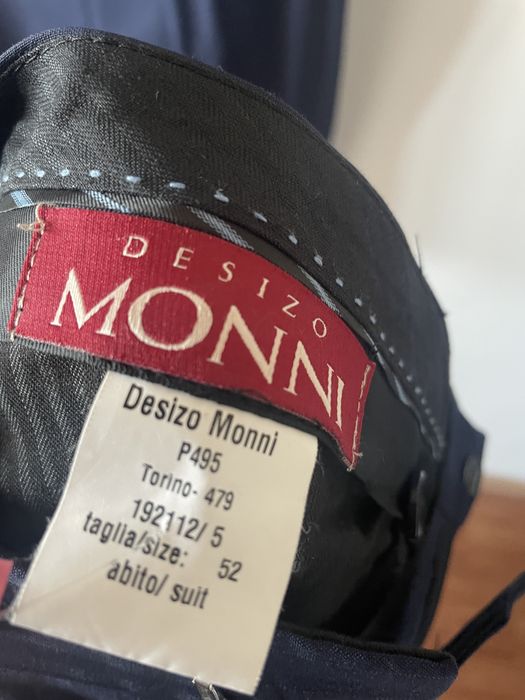 DESIZO
MONNI
Desizo Monni
P495
Torino- 479
192112/ 5
taglia/size: 52
abito/ suit